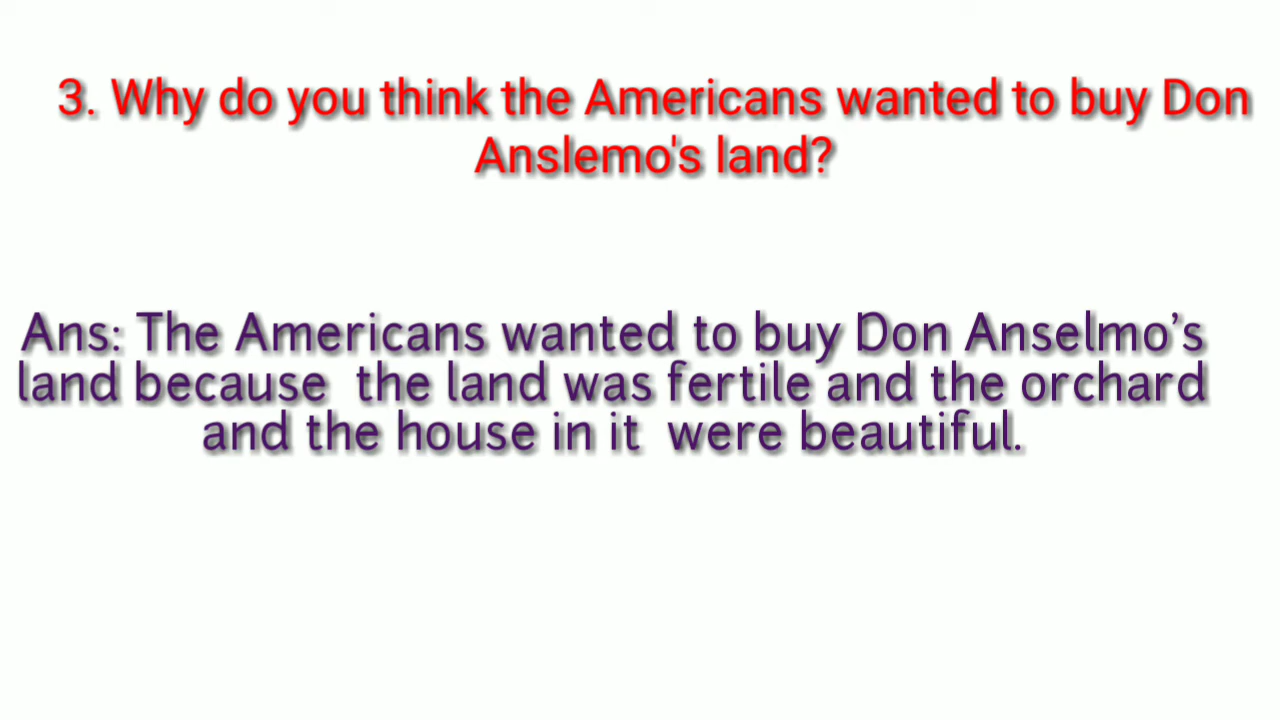 3. Why do you think the Americans wanted to buy Don
Anslemo's land?
Ans: The Americans wanted to buy Don Anselmo's
land because the land was fertile and the orchard
and the house in it were beautiful.